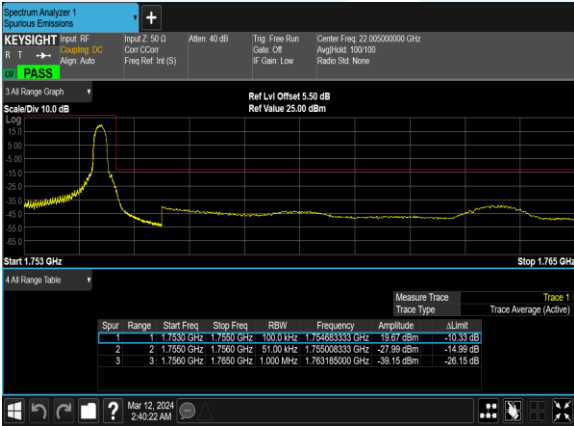 Spectrum Analyzer 1
Spurious Emissions
+
KEYSIGHT Input: RF Input Z: 50 Ω Atten: 40 dB Trig: Free Run Center Freq: 22.005000000 GHz
R T Coupling: DC Corr CCorr Gate: Off Avg|Hold: 100/100
Align: Auto Freq Ref: Int (S) IF Gain: Low Radio Std: None
PASS
3 All Range Graph
Ref Lvl Offset 5.50 dB
Scale/Div 10.0 dB Ref Value 25.00 dBm
Log
15.0
5.00
-5.00
-15.0
-25.0
-35.0
-45.0
-55.0
-65.0
Start 1.753 GHz Stop 1.765 GHz
4 All Range Table
Measure Trace Trace 1
Trace Type Trace Average (Active)
Spur Range Start Freq Stop Freq RBW Frequency Amplitude ΔLimit
1 1 1.7530 GHz 1.7550 GHz 100.0 kHz 1.754683333 GHz 19.67 dBm -10.33 dB
2 2 1.7550 GHz 1.7560 GHz 51.00 kHz 1.755008333 GHz -27.99 dBm -14.99 dB
3 3 1.7560 GHz 1.7650 GHz 1.000 MHz 1.763185000 GHz -39.15 dBm -26.15 dB
? Mar 12, 2024
2:40:22 AM